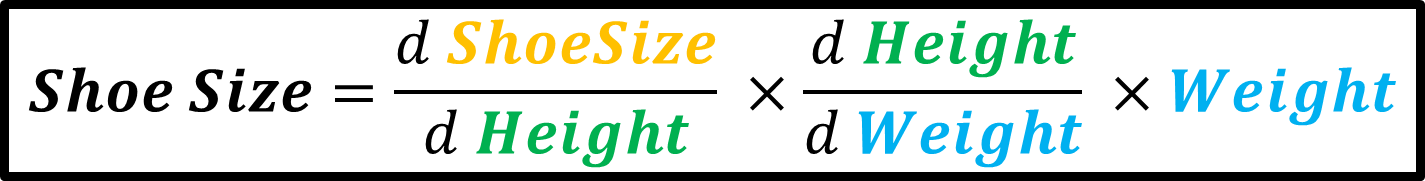 Shoe Size = d ShoeSize / d Height × d Height / d Weight × Weight